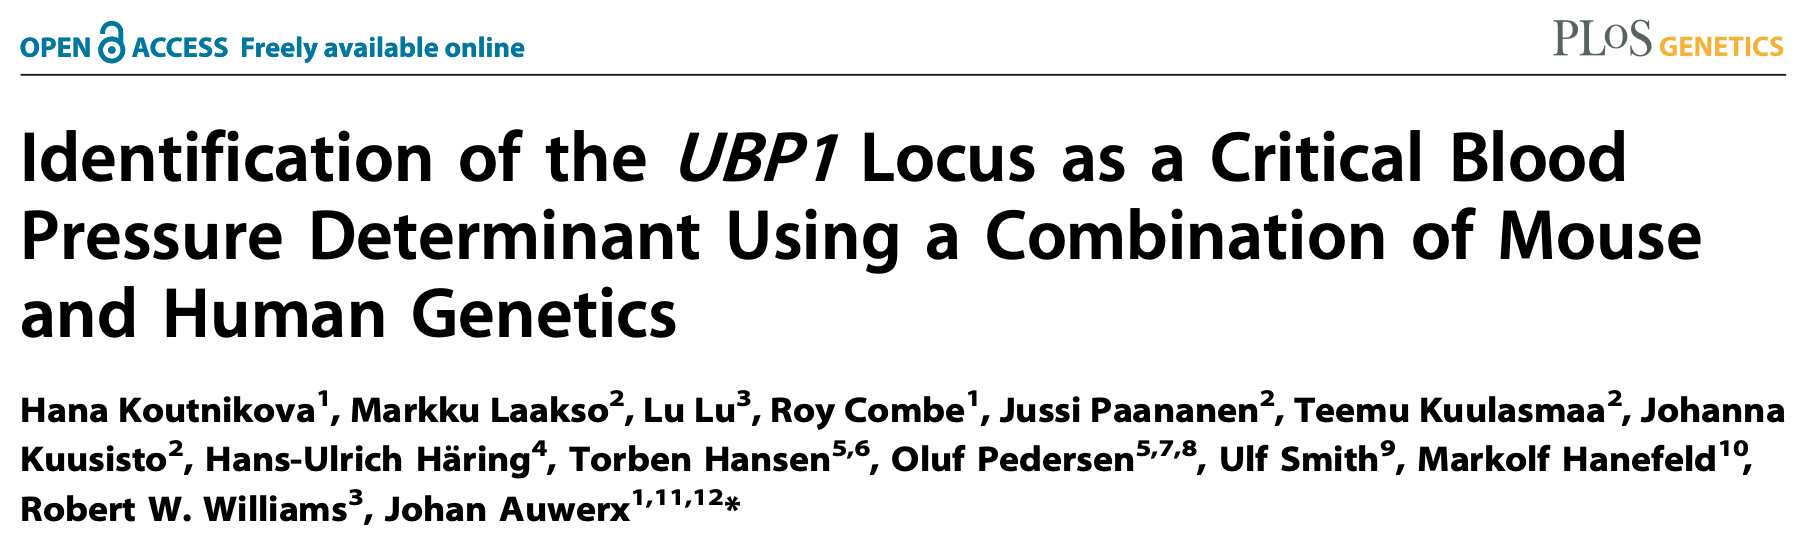 OPEN ACCESS Freely available online
PLoS GENETICS
Identification of the UBP1 Locus as a Critical Blood
Pressure Determinant Using a Combination of Mouse
and Human Genetics
Hana Koutnikova1, Markku Laakso2, Lu Lu3, Roy Combe1, Jussi Paananen2, Teemu Kuulasmaa2, Johanna
Kuusisto2, Hans-Ulrich Häring4, Torben Hansen5,6, Oluf Pedersen5,7,8, Ulf Smith9, Markolf Hanefeld10,
Robert W. Williams3, Johan Auwerx1,11,12*